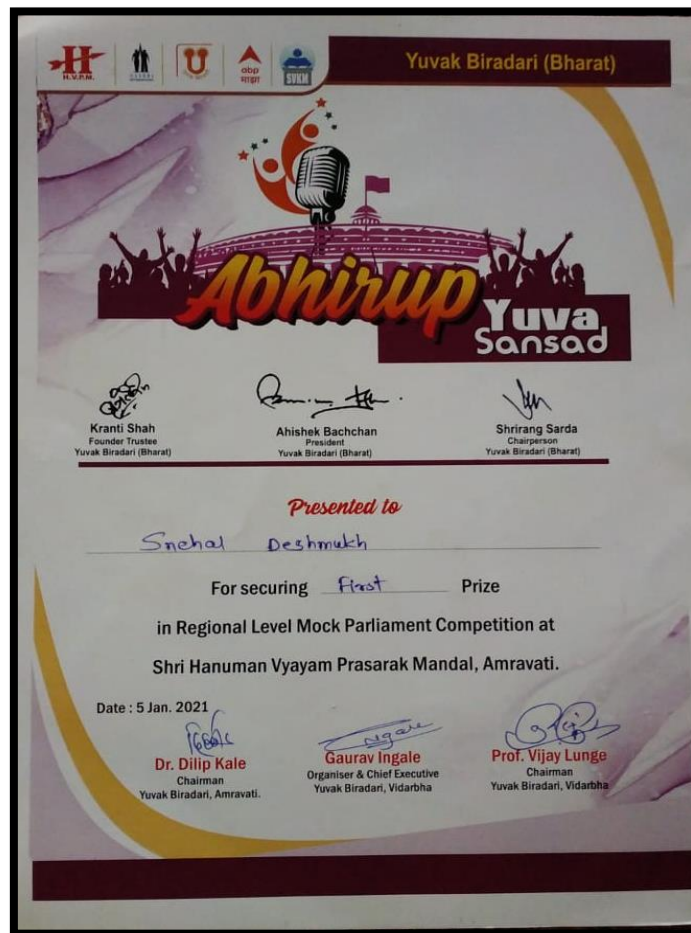 H
H.V.P.M.
U
abp
माझा
SVKM
Yuvak Biradari (Bharat)
Abhirup
Yuva
Sansad
Kranti Shah
Founder Trustee
Yuvak Biradari (Bharat)
Ahishek Bachchan
President
Yuvak Biradari (Bharat)
Shrirang Sarda
Chairperson
Yuvak Biradari (Bharat)
Presented to
Snehal Deshmukh
For securing First Prize
in Regional Level Mock Parliament Competition at
Shri Hanuman Vyayam Prasarak Mandal, Amravati.
Date : 5 Jan. 2021
Dr. Dilip Kale
Chairman
Yuvak Biradari, Amravati.
Gaurav Ingale
Organiser & Chief Executive
Yuvak Biradari, Vidarbha
Prof. Vijay Lunge
Chairman
Yuvak Biradari, Vidarbha